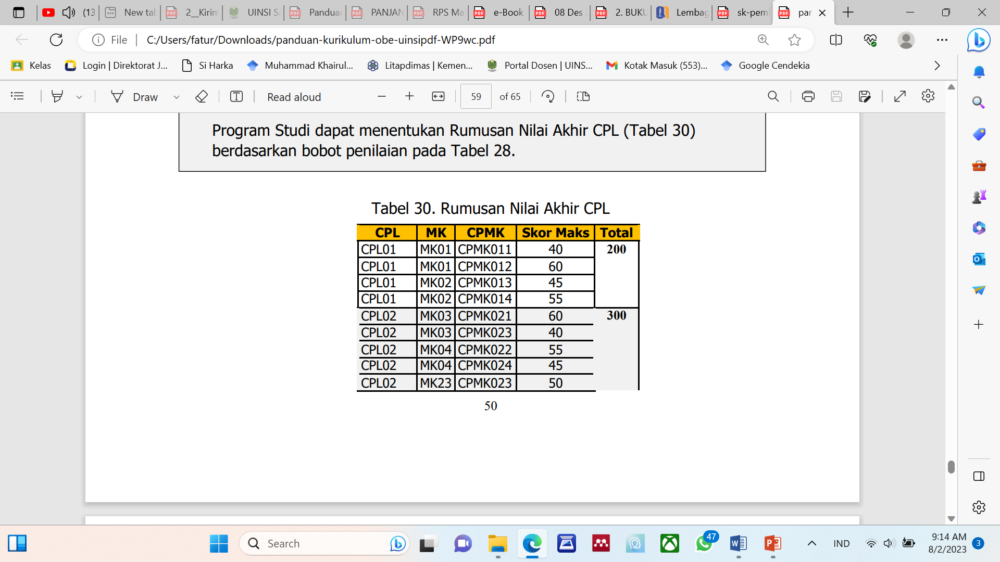 (13
New tab
2__Kirim
UINSI S
Panduan
PANJAN
RPS Ma
e-Book
08 Des
2. BUKU
Lembag
sk-pem
par
File
C:/Users/fatur/Downloads/panduan-kurikulum-obe-uinsipdf-WP9wc.pdf
Kelas
Login | Direktorat J...
Si Harka
Muhammad Khairul...
Litapdimas | Kemen...
Portal Dosen | UINS...
Kotak Masuk (553)...
Google Cendekia
Draw
Read aloud
59 of 65
Program Studi dapat menentukan Rumusan Nilai Akhir CPL (Tabel 30)
berdasarkan bobot penilaian pada Tabel 28.
Tabel 30. Rumusan Nilai Akhir CPL
CPL MK CPMK Skor Maks Total
CPL01 MK01 CPMK011 40 200
CPL01 MK01 CPMK012 60
CPL01 MK02 CPMK013 45
CPL01 MK02 CPMK014 55
CPL02 MK03 CPMK021 60 300
CPL02 MK03 CPMK023 40
CPL02 MK04 CPMK022 55
CPL02 MK04 CPMK024 45
CPL02 MK23 CPMK023 50
50
Search
47
IND
9:14 AM
8/2/2023
3